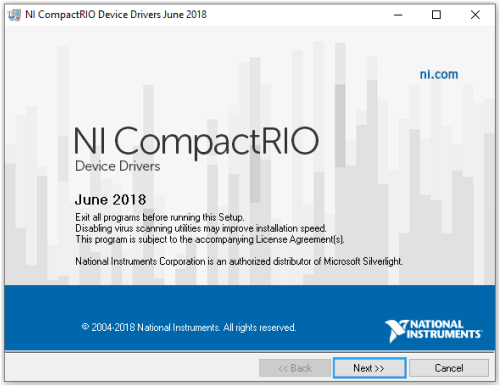 NI CompactRIO Device Drivers June 2018
ni.com
NI CompactRIO
Device Drivers
June 2018
Exit all programs before running this Setup.
Disabling virus scanning utilities may improve installation speed.
This program is subject to the accompanying License Agreement(s).
National Instruments Corporation is an authorized distributor of Microsoft Silverlight.
© 2004-2018 National Instruments. All rights reserved.
NATIONAL
INSTRUMENTS
<< Back
Next >>
Cancel